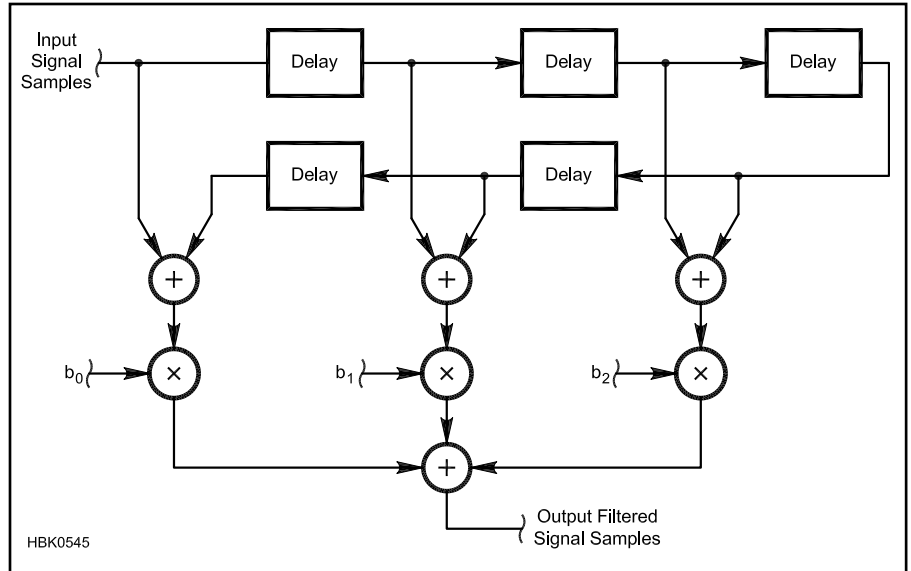 Input
Signal
Samples
Delay
Delay
Delay
Delay
Delay
+
+
+
b0
×
b1
×
b2
×
+
Output Filtered
Signal Samples
HBK0545